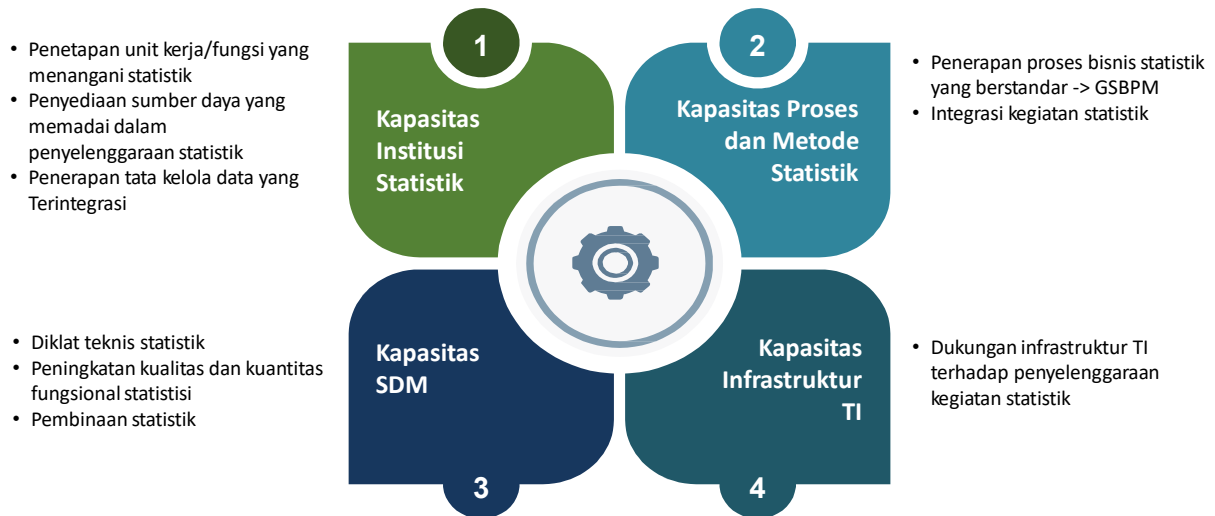 1
Kapasitas
Institusi
Statistik
• Penetapan unit kerja/fungsi yang
menangani statistik
• Penyediaan sumber daya yang
memadai dalam
penyelenggaraan statistik
• Penerapan tata kelola data yang
Terintegrasi
2
Kapasitas Proses
dan Metode
Statistik
• Penerapan proses bisnis statistik
yang berstandar -> GSBPM
• Integrasi kegiatan statistik
Kapasitas
SDM
3
• Diklat teknis statistik
• Peningkatan kualitas dan kuantitas
fungsional statistisi
• Pembinaan statistik
Kapasitas
Infrastruktur
TI
4
• Dukungan infrastruktur TI
terhadap penyelenggaraan
kegiatan statistik